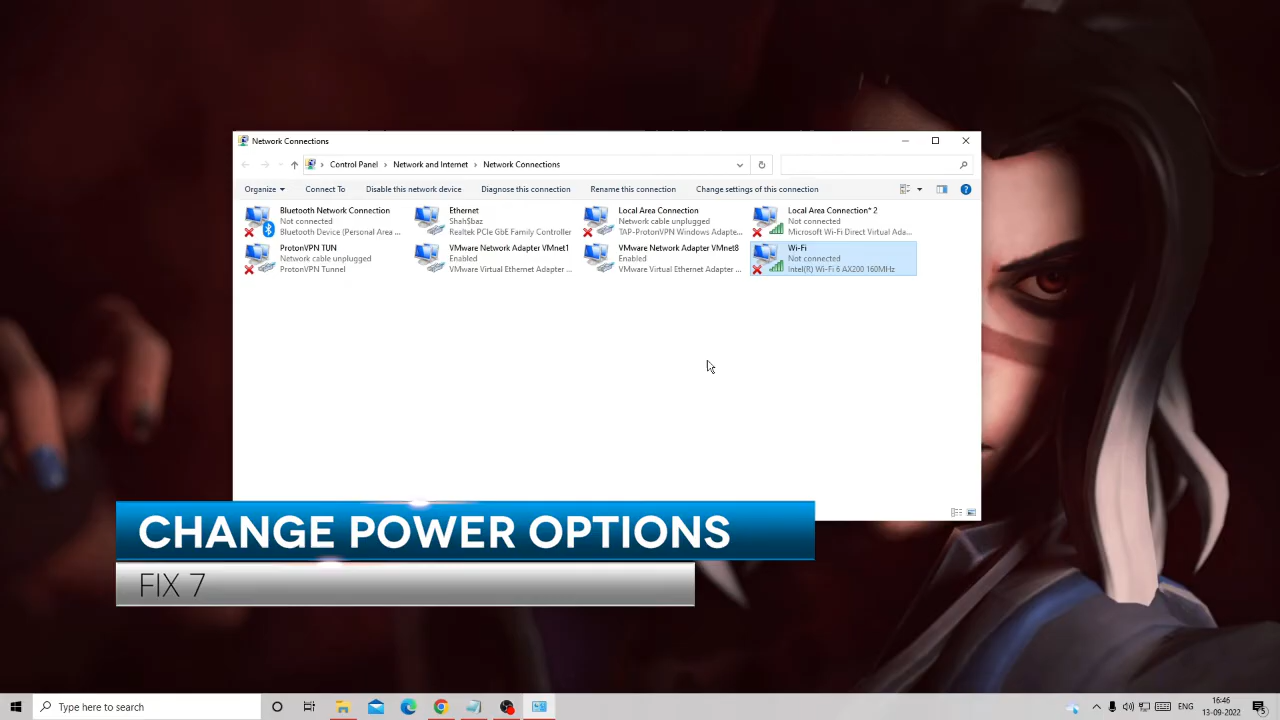 Network Connections
Control Panel > Network and Internet > Network Connections
Organize Connect To Disable this network device Diagnose this connection Rename this connection Change settings of this connection
Bluetooth Network Connection
Not connected
Bluetooth Device (Personal Area ...
Ethernet
ShahSbaz
Realtek PCIe GbE Family Controller
Local Area Connection
Network cable unplugged
TAP-ProtonVPN Windows Adapte...
Local Area Connection* 2
Not connected
Microsoft Wi-Fi Direct Virtual Ada...
ProtonVPN TUN
Network cable unplugged
ProtonVPN Tunnel
VMware Network Adapter VMnet1
Enabled
VMware Virtual Ethernet Adapter ...
VMware Network Adapter VMnet8
Enabled
VMware Virtual Ethernet Adapter ...
Wi-Fi
Not connected
Intel(R) Wi-Fi 6 AX200 160MHz
CHANGE POWER OPTIONS
FIX 7
Type here to search
ENG
16:46
13-09-2022
5